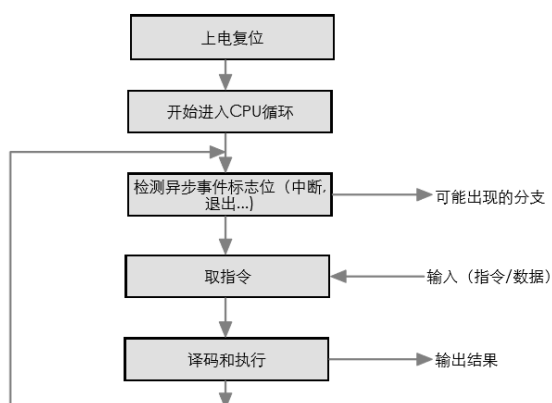 上电复位
开始进入CPU循环
检测异步事件标志位（中断,
退出...)
可能出现的分支
取指令
输入（指令/数据）
译码和执行
输出结果